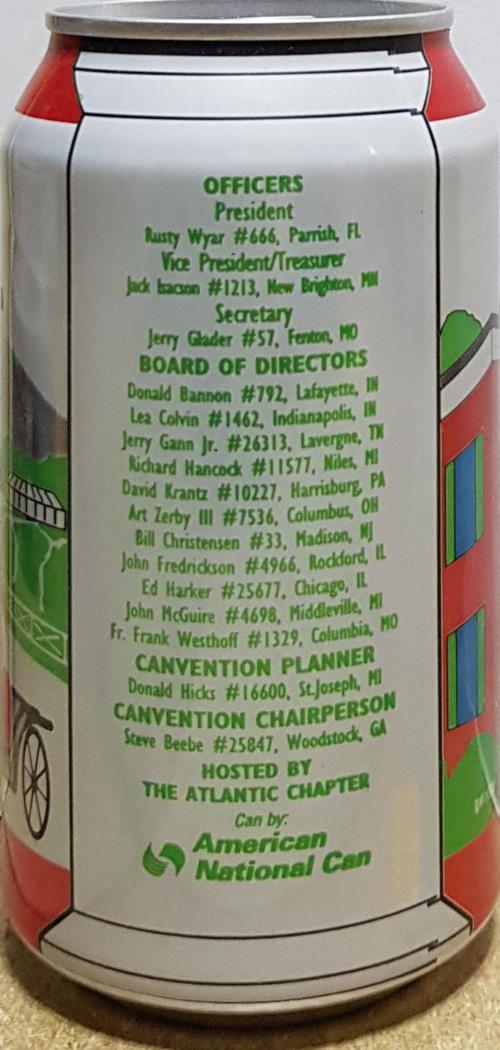 OFFICERS
President
Rusty Wyar #666, Parrish, FL
Vice President/Treasurer
Jack Isacson #1213, New Brighton, MN
Secretary
Jerry Glader #57, Fenton, MO
BOARD OF DIRECTORS
Donald Bannon #792, Lafayette, IN
Lea Colvin #1462, Indianapolis, IN
Jerry Gann Jr. #26313, Lavergne, TN
Richard Hancock #11577, Niles, MI
David Krantz #10227, Harrisburg, PA
Art Zerby III #7536, Columbus, OH
Bill Christensen #33, Madison, NJ
John Fredrickson #4966, Rockford, IL
Ed Harker #25677, Chicago, IL
John McGuire #4698, Middleville, MI
Fr. Frank Westhoff #1329, Columbia, MO
CANVENTION PLANNER
Donald Hicks #16600, St.Joseph, MI
CANVENTION CHAIRPERSON
Steve Beebe #25847, Woodstock, GA
HOSTED BY
THE ATLANTIC CHAPTER
Can by:
American
National Can